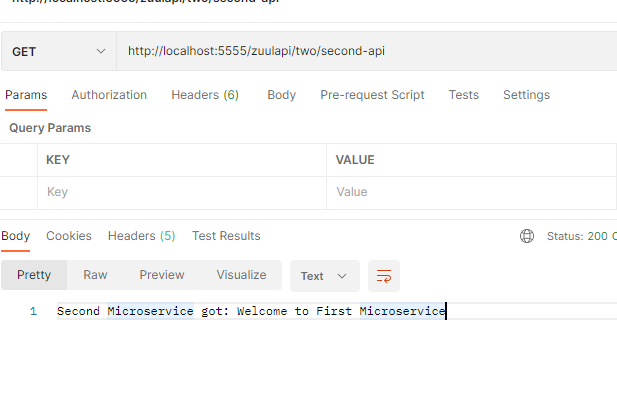 http://localhost:5555/zuulapi/two/second-api
GET http://localhost:5555/zuulapi/two/second-api
Params Authorization Headers (6) Body Pre-request Script Tests Settings
Query Params
KEY VALUE
Key Value
Body Cookies Headers (5) Test Results Status: 200 O
Pretty Raw Preview Visualize Text
1 Second Microservice got: Welcome to First Microservice